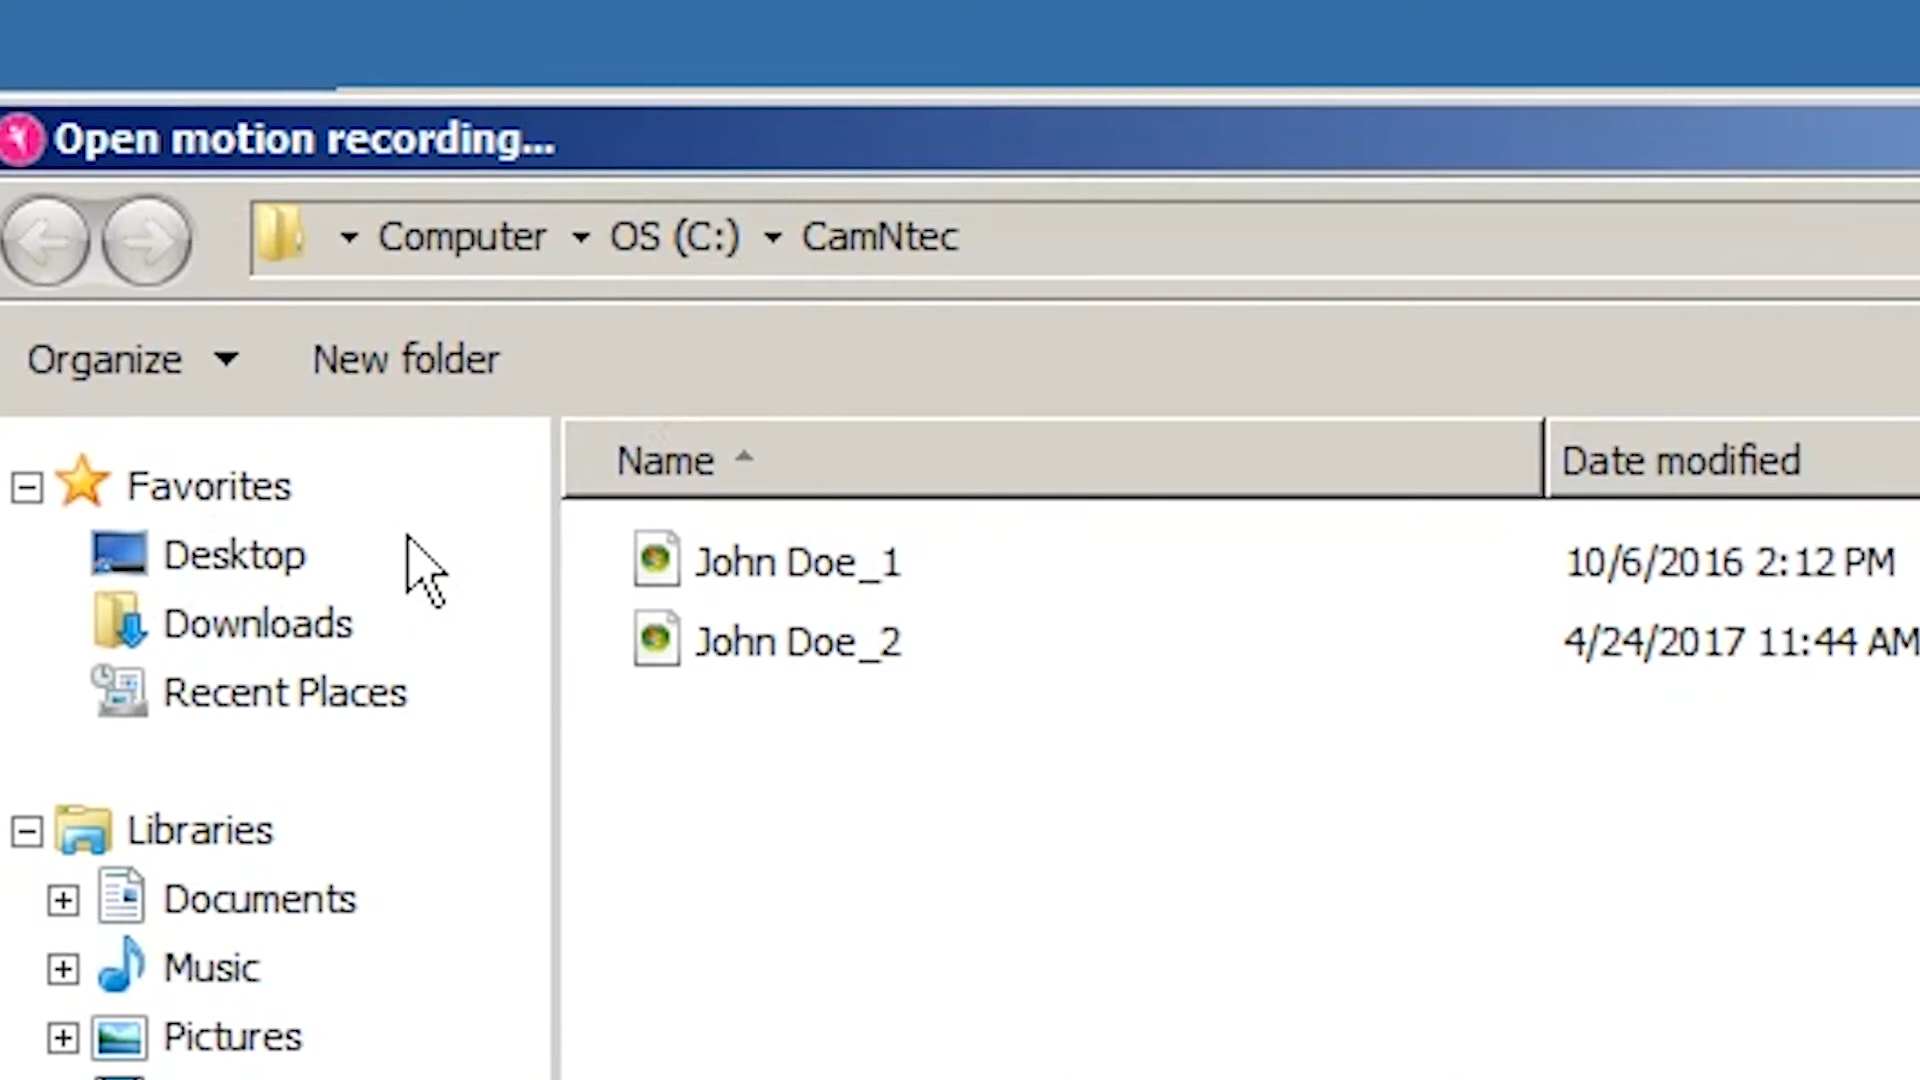 Open motion recording...
Computer OS (C:) CamNtec
Organize New folder
Name Date modified
Favorites
Desktop
Downloads
Recent Places
Libraries
Documents
Music
Pictures
John Doe_1 10/6/2016 2:12 PM
John Doe_2 4/24/2017 11:44 AM